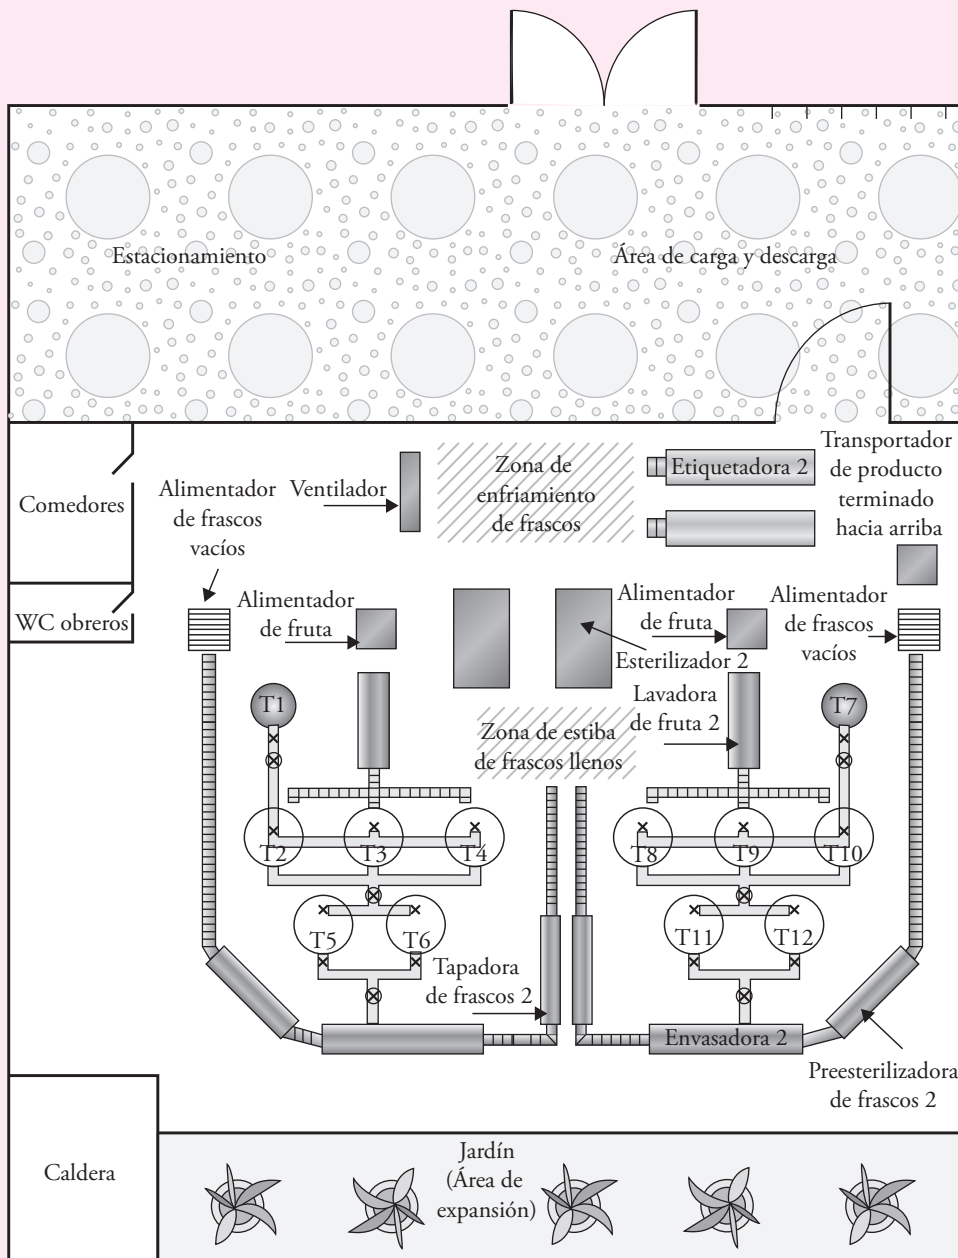 Estacionamiento
Área de carga y descarga
Comedores
WC obreros
Alimentador
de frascos
vacíos
Ventilador
Zona de
enfriamiento
de frascos
Etiquetadora 2
Transportador
de producto
terminado
hacia arriba
Alimentador
de fruta
Alimentador
de fruta
Esterilizador 2
Alimentador
de frascos
vacíos
T1
Zona de estiba
de frascos llenos
Lavadora
de fruta 2
T7
T2
T3
T4
T8
T9
T10
T5
T6
T11
T12
Tapadora
de frascos 2
Envasadora 2
Preesterilizadora
de frascos 2
Caldera
Jardín
(Área de
expansión)